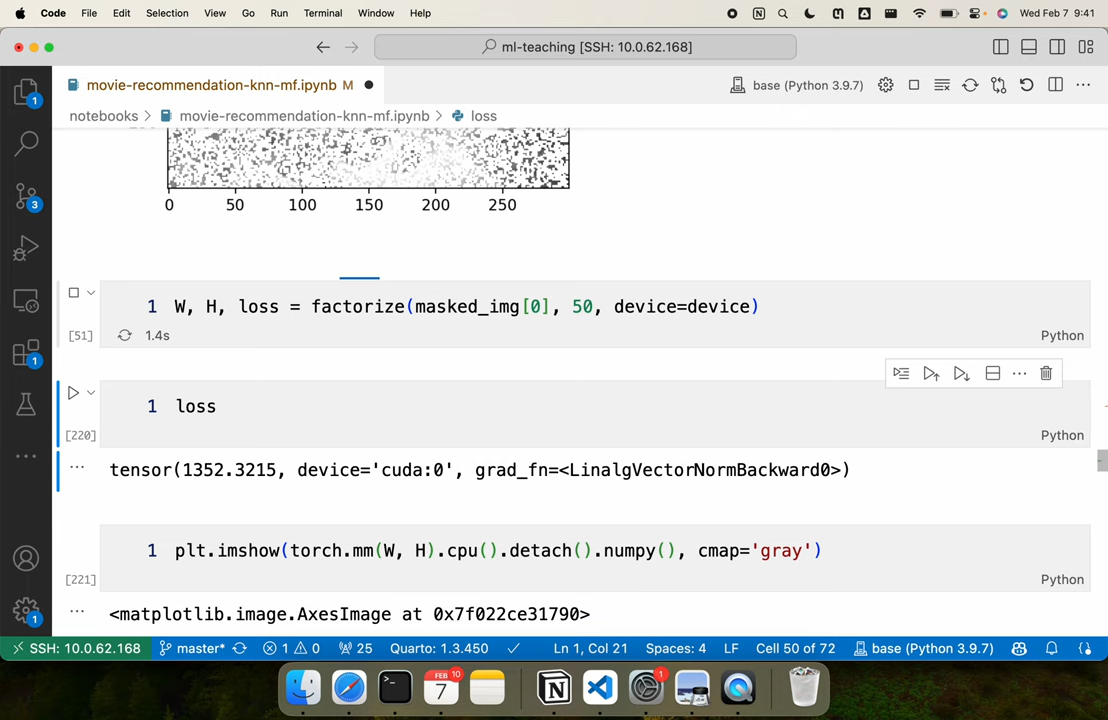 Code File Edit Selection View Go Run Terminal Window Help Wed Feb 7 9:41
ml-teaching [SSH: 10.0.62.168]
movie-recommendation-knn-mf.ipynb M base (Python 3.9.7)
notebooks movie-recommendation-knn-mf.ipynb loss
0 50 100 150 200 250
1 W, H, loss = factorize(masked_img[0], 50, device=device)
[51] 1.4s Python
1 loss
[220] Python
... tensor(1352.3215, device='cuda:0', grad_fn=<LinalgVectorNormBackward0>)
1 plt.imshow(torch.mm(W, H).cpu().detach().numpy(), cmap='gray')
[221] Python
... <matplotlib.image.AxesImage at 0x7f022ce31790>
SSH: 10.0.62.168 master* 1 0 25 Quarto: 1.3.450 Ln 1, Col 21 Spaces: 4 LF Cell 50 of 72 base (Python 3.9.7)
1
3
1
1
FEB 10 1
7